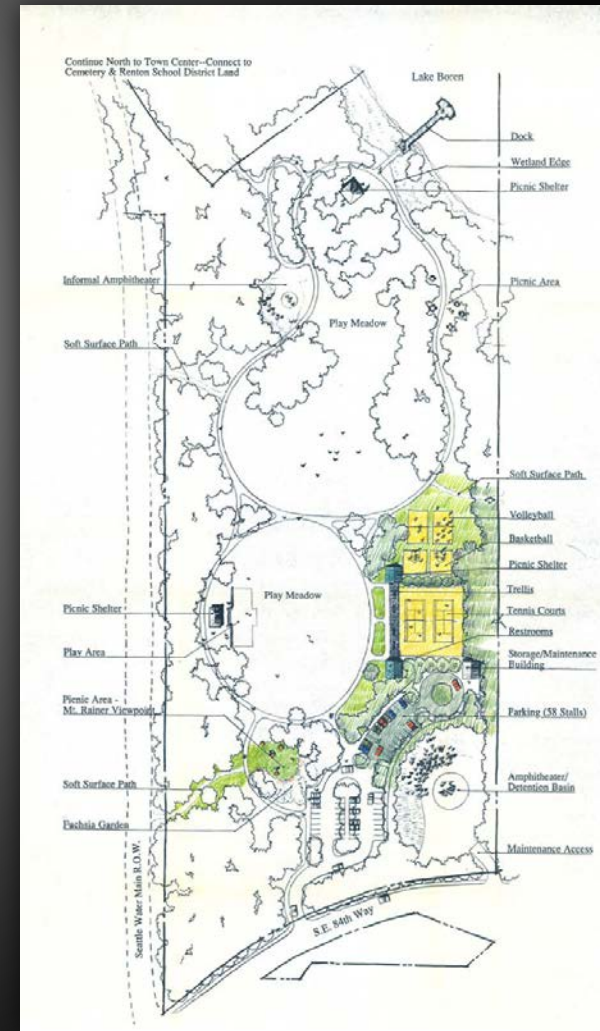 Continue North to Town Center--Connect to
Cemetery & Renton School District Land
Lake Boren
Dock
Wetland Edge
Picnic Shelter
Informal Amphitheater
Picnic Area
Play Meadow
Soft Surface Path
Soft Surface Path
Volleyball
Basketball
Picnic Shelter
Play Meadow
Trellis
Picnic Shelter
Tennis Courts
Restrooms
Play Area
Storage/Maintenance
Building
Picnic Area -
Mt. Rainer Viewpoint
Parking (58 Stalls)
Soft Surface Path
Amphitheater/
Detention Basin
Fuchsia Garden
Maintenance Access
Seattle Water Main R.O.W.
S.E. 84th Way